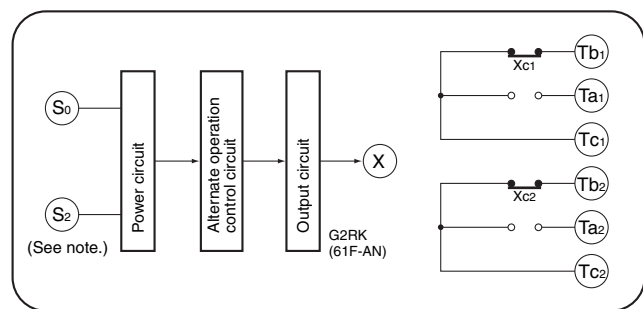 S0
S2
(See note.)
Power circuit
Alternate operation
control circuit
Output circuit
X
G2RK
(61F-AN)
Xc1
Tb1
Ta1
Tc1
Xc2
Tb2
Ta2
Tc2